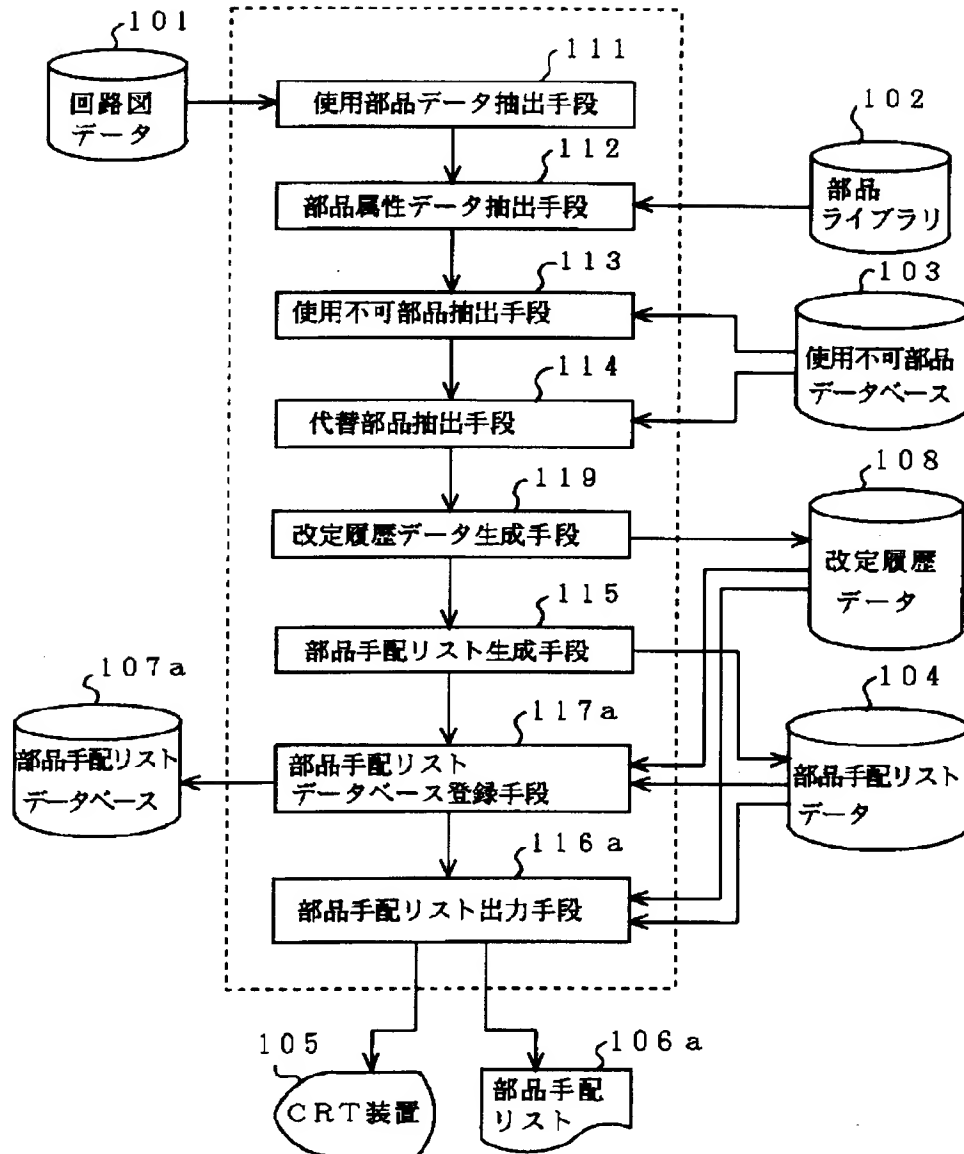 101
回路図
データ
111
使用部品データ抽出手段
102
部品
ライブラリ
112
部品属性データ抽出手段
113
使用不可部品抽出手段
103
使用不可部品
データベース
114
代替部品抽出手段
119
改定履歴データ生成手段
108
改定履歴
データ
115
部品手配リスト生成手段
107a
部品手配リスト
データベース
117a
部品手配リスト
データベース登録手段
104
部品手配リスト
データ
116a
部品手配リスト出力手段
105
CRT装置
106a
部品手配
リスト